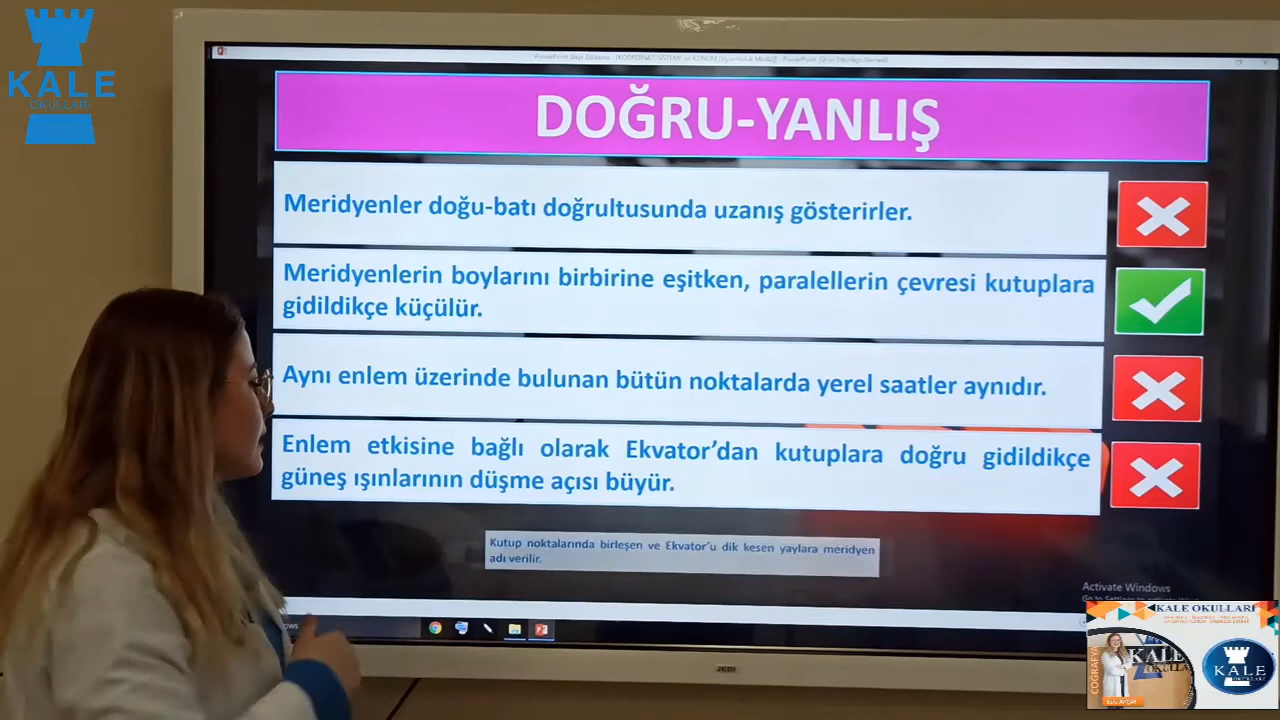 KALE
OKULLARI
DOĞRU-YANLIŞ
Meridyenler doğu-batı doğrultusunda uzanış gösterirler.
Meridyenlerin boylarını birbirine eşitken, paralellerin çevresi kutuplara
gidildikçe küçülür.
Aynı enlem üzerinde bulunan bütün noktalarda yerel saatler aynıdır.
Enlem etkisine bağlı olarak Ekvator’dan kutuplara doğru gidildikçe
güneş ışınlarının düşme açısı büyür.
Kutup noktalarında birleşen ve Ekvator’u dik kesen yaylara meridyen
adı verilir.
Activate Windows
JEDI
KALE OKULLARI
COĞRAFYA
KALE
KALE